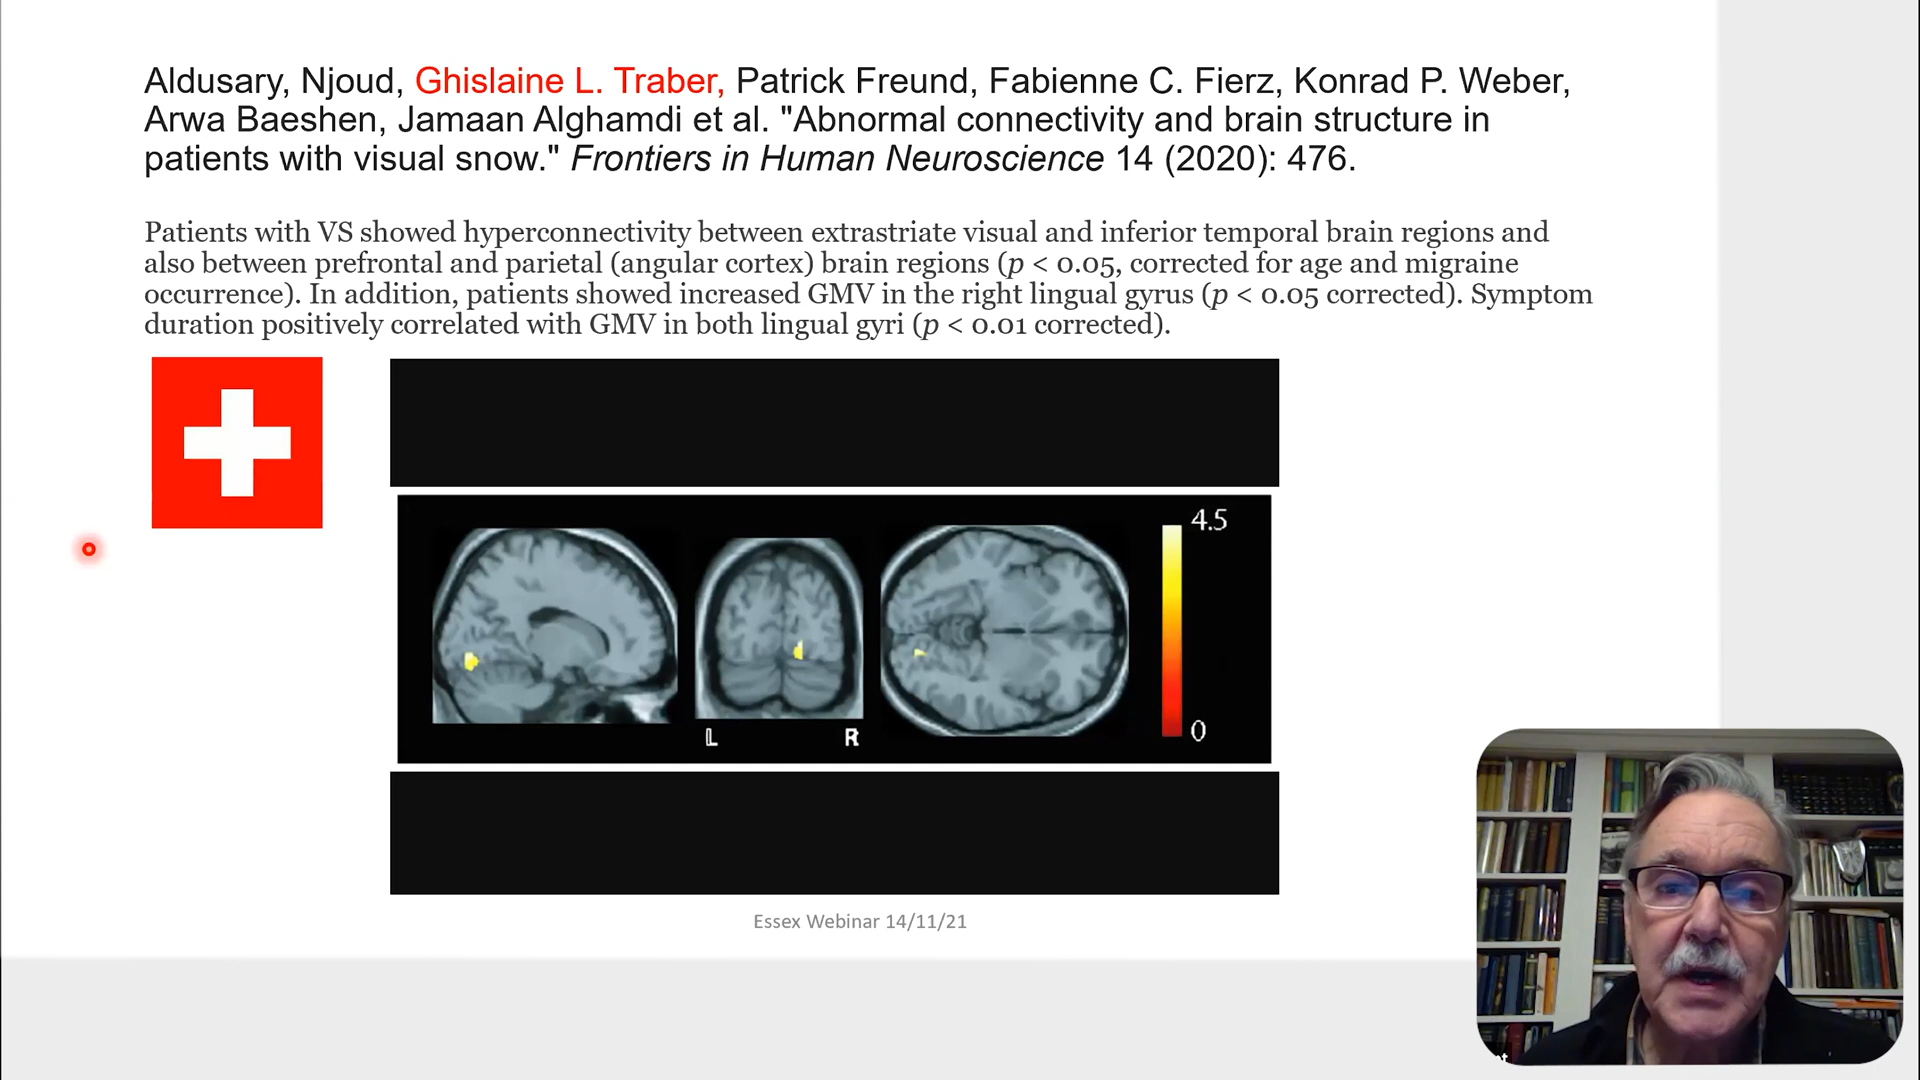 Aldusary, Njoud, Ghislaine L. Traber, Patrick Freund, Fabienne C. Fierz, Konrad P. Weber,
Arwa Baeshen, Jamaan Alghamdi et al. "Abnormal connectivity and brain structure in
patients with visual snow." Frontiers in Human Neuroscience 14 (2020): 476.
Patients with VS showed hyperconnectivity between extrastriate visual and inferior temporal brain regions and
also between prefrontal and parietal (angular cortex) brain regions (p < 0.05, corrected for age and migraine
occurrence). In addition, patients showed increased GMV in the right lingual gyrus (p < 0.05 corrected). Symptom
duration positively correlated with GMV in both lingual gyri (p < 0.01 corrected).
4.5
0
L R
Essex Webinar 14/11/21